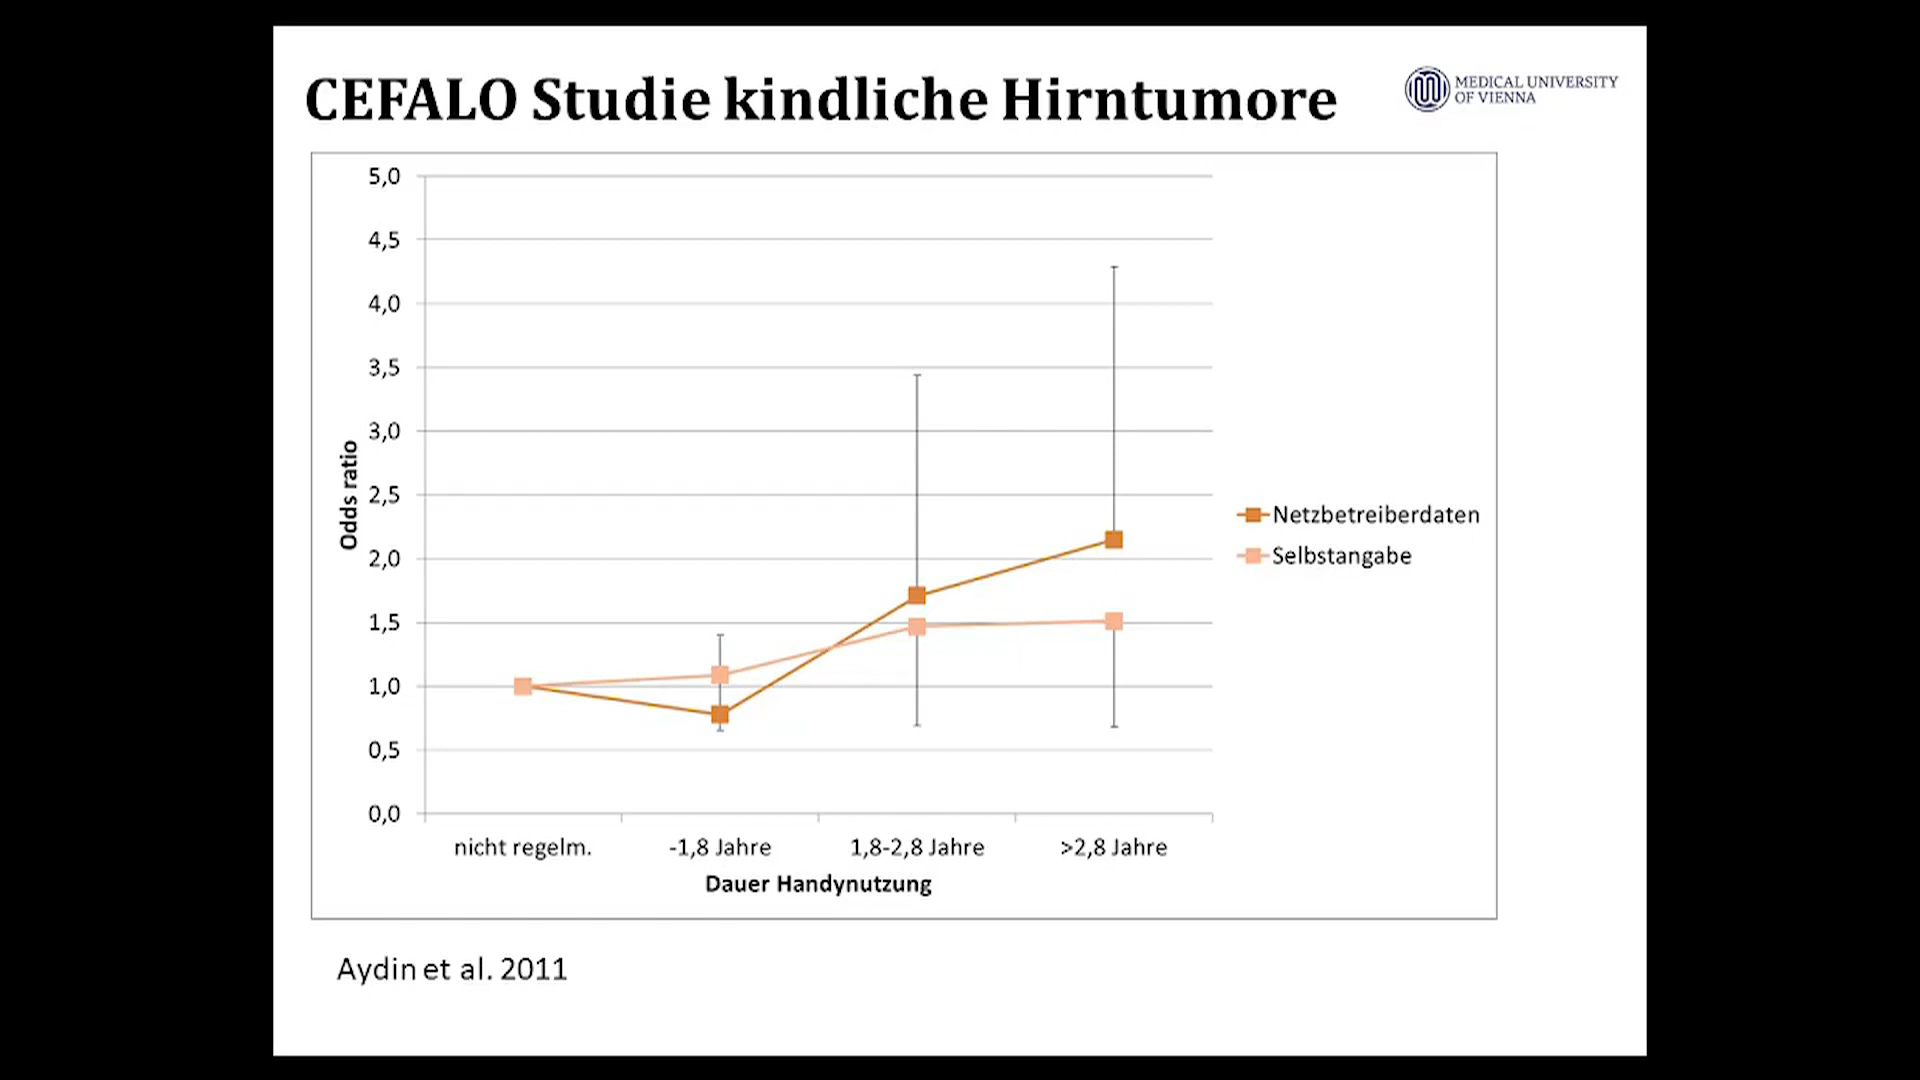 CEFALO Studie kindliche Hirntumore
MEDICAL UNIVERSITY
OF VIENNA
5,0
4,5
4,0
3,5
3,0
2,5
2,0
1,5
1,0
0,5
0,0
Odds ratio
nicht regelm.
-1,8 Jahre
1,8-2,8 Jahre
>2,8 Jahre
Dauer Handynutzung
Netzbetreiberdaten
Selbstangabe
Aydin et al. 2011